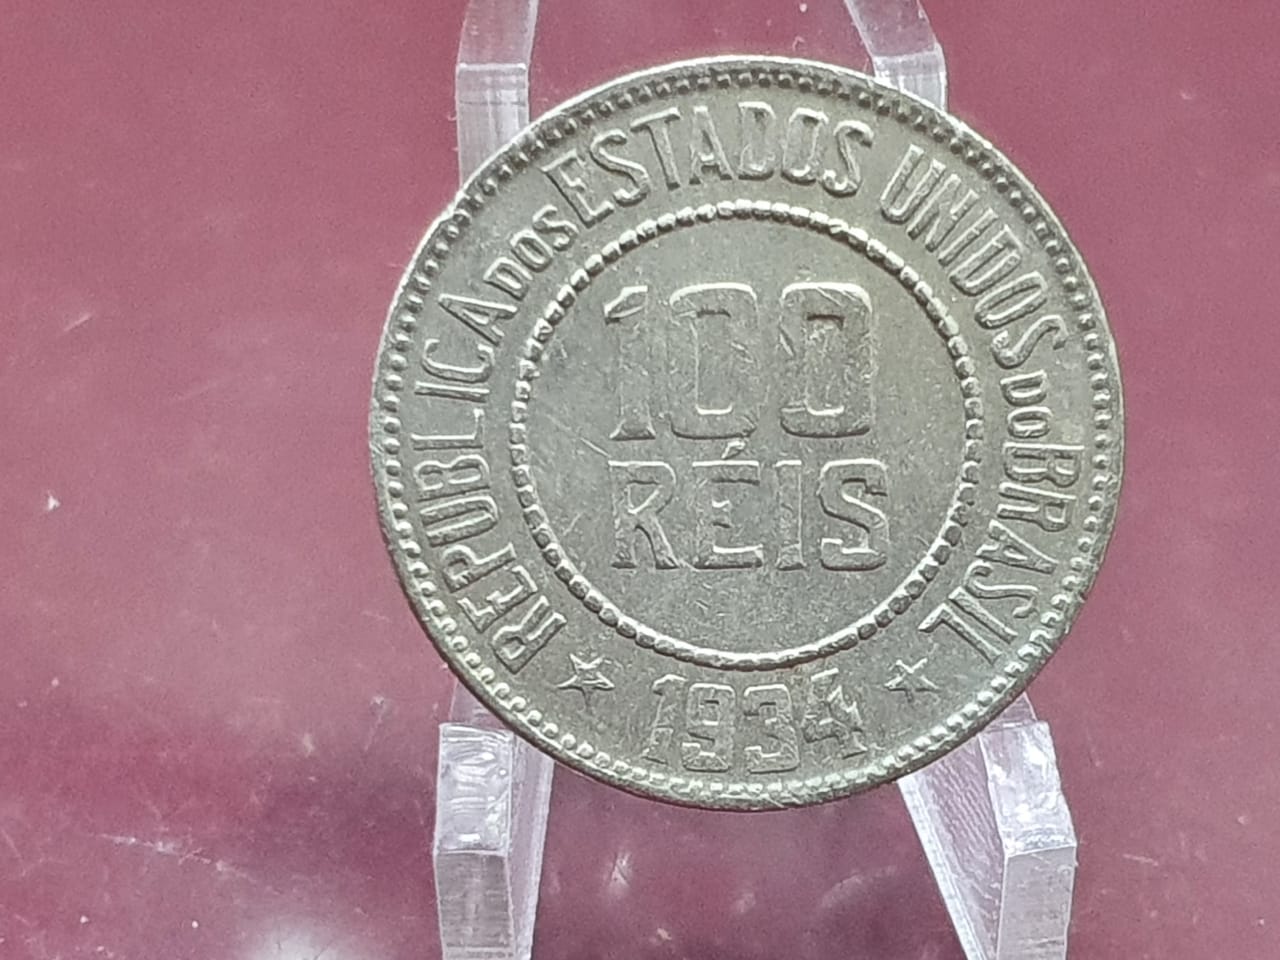 REPUBLICA DOS ESTADOS UNIDOS DO BRASIL
100
RÉIS
1934